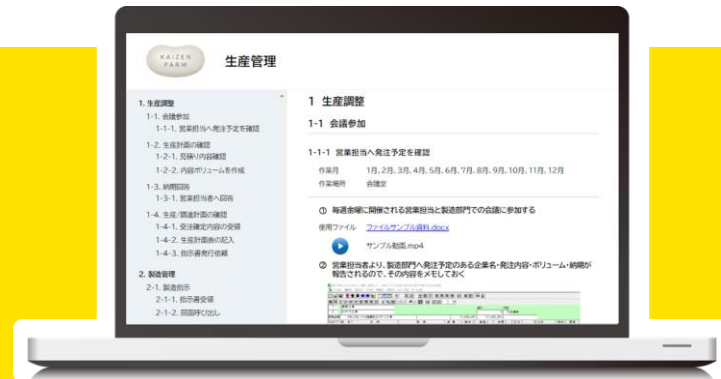 KAIZEN
FARM
生産管理
1. 生産調整
1-1. 会議参加
1-1-1. 営業担当へ発注予定を確認
1-2. 生産計画の確認
1-2-1. 見積り内容確認
1-2-2. 内容ボリュームを作成
1-3. 納期回答
1-3-1. 営業担当者へ回答
1-4. 生産/調達計画の確認
1-4-1. 受注確定内容の受領
1-4-2. 生産計画表の記入
1-4-3. 指示書発行依頼
2. 製造管理
2-1. 製造指示
2-1-1. 指示書受領
2-1-2. 図面呼び出し
1 生産調整
1-1 会議参加
1-1-1 営業担当へ発注予定を確認
作業月 1月, 2月, 3月, 4月, 5月, 6月, 7月, 8月, 9月, 10月, 11月, 12月
作業場所 会議室
① 毎週金曜に開催される営業担当と製造部門での会議に参加する
使用ファイル ファイルサンプル資料.docx
サンプル動画.mp4
② 営業担当者より、製造部門へ発注予定のある企業名・発注内容・ボリューム・納期が
報告されるので、その内容をメモしておく